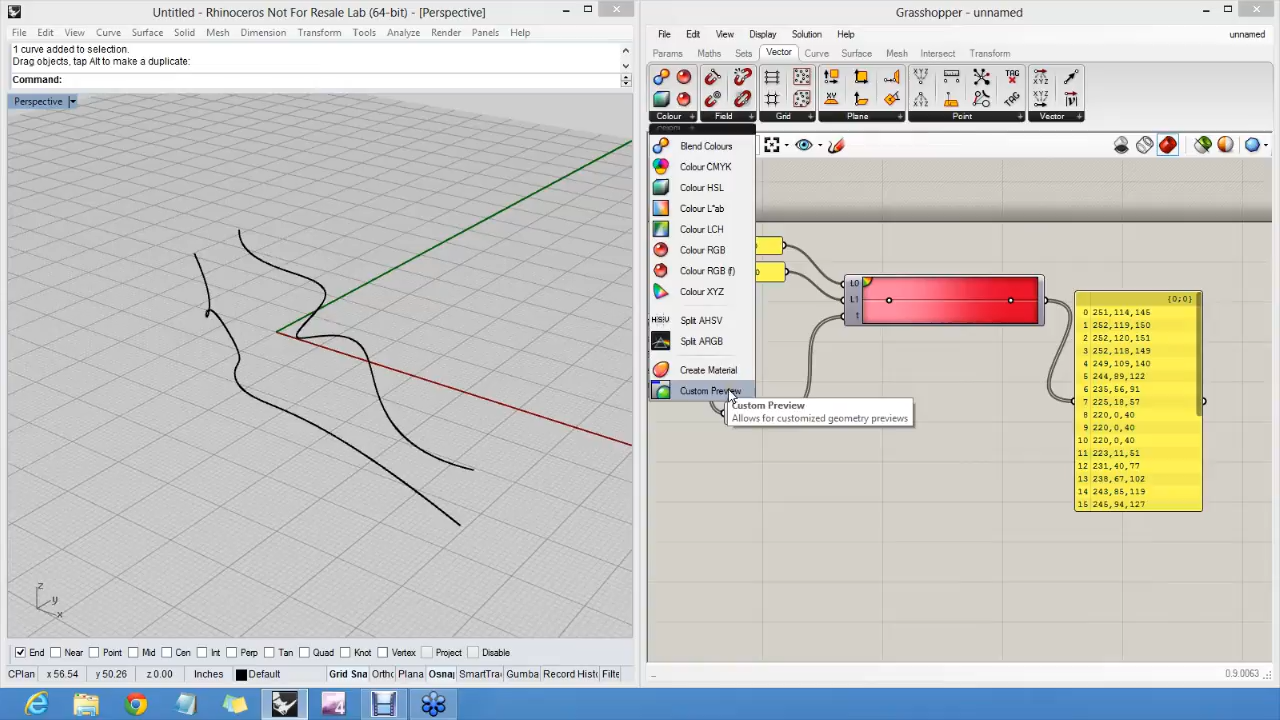 Untitled - Rhinoceros Not For Resale Lab (64-bit) - [Perspective]
File Edit View Curve Surface Solid Mesh Dimension Transform Tools Analyze Render Panels Help
1 curve added to selection.
Drag objects, tap Alt to make a duplicate:
Command:
Perspective
z
y
x
End Near Point Mid Cen Int Perp Tan Quad Knot Vertex Project Disable
CPlan x 56.54 y 50.26 z 0.00 Inches Default Grid Sna Ortho Plana Osna SmartTrac Gumba Record Hist Filte
Grasshopper - unnamed
File Edit View Display Solution Help unnamed
Params Maths Sets Vector Curve Surface Mesh Intersect Transform
Colour Field Grid Plane Point Vector
Blend Colours
Colour CMYK
Colour HSL
Colour L*ab
Colour LCH
Colour RGB
Colour RGB (f)
Colour XYZ
Split AHSV
Split ARGB
Create Material
Custom Preview
Custom Preview
Allows for customized geometry previews
L0
L1
t
{0;0}
0 251,114,145
1 252,119,150
2 252,120,151
3 252,118,149
4 249,109,140
5 244,89,122
6 235,56,91
7 225,18,57
8 220,0,40
9 220,0,40
10 220,0,40
11 223,11,51
12 231,40,77
13 238,67,102
14 243,85,119
15 245,94,127
0.9.0063